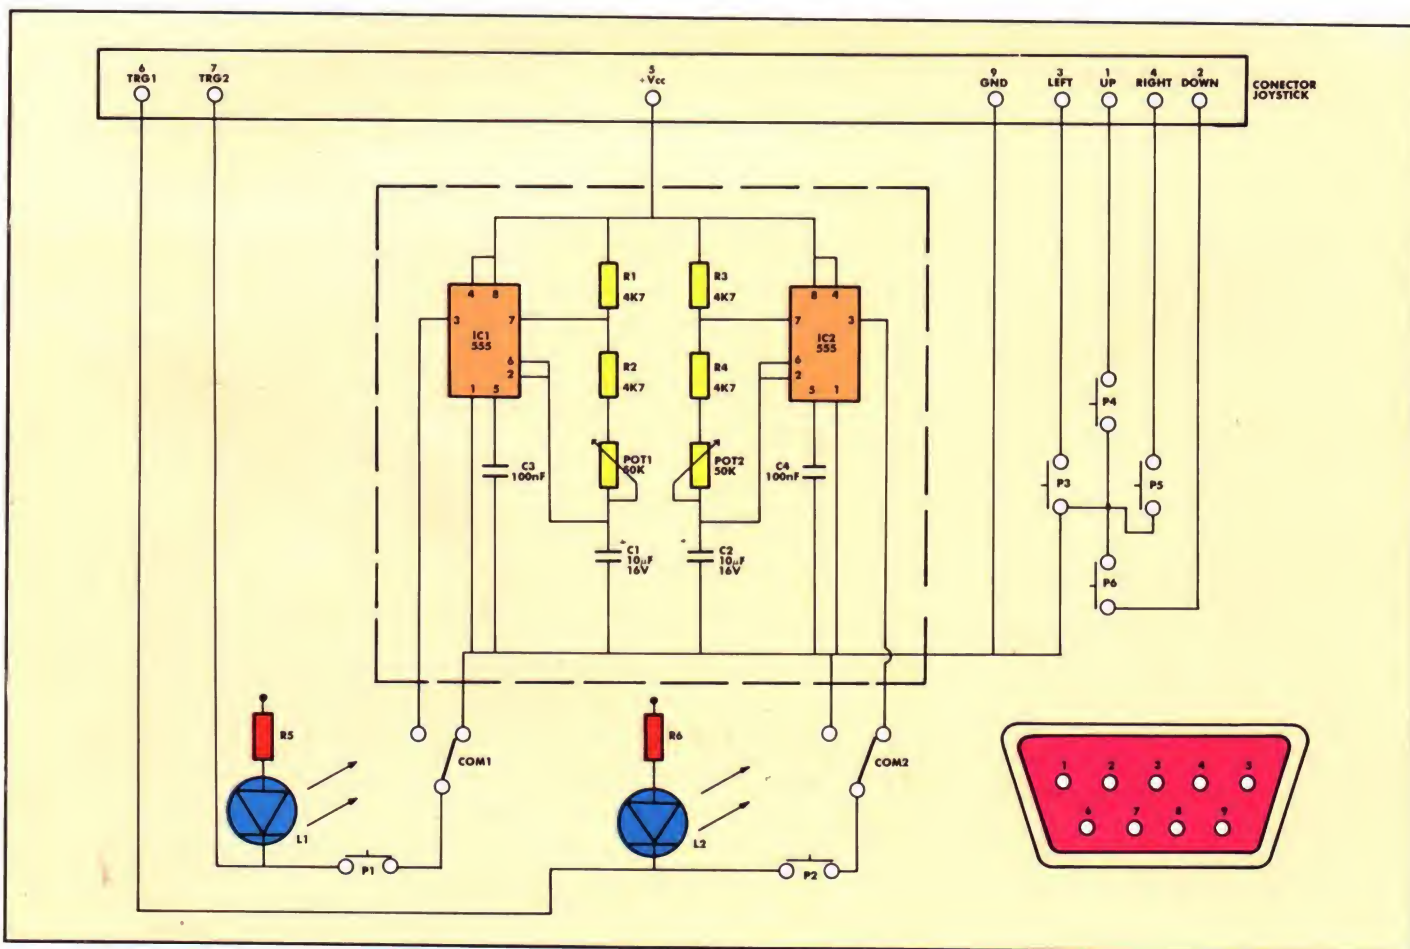 6
TRG1
7
TRG2
5
+Vcc
9
GND
3
LEFT
1
UP
4
RIGHT
2
DOWN
CONECTOR
JOYSTICK
4 8
3 7
IC1
555
6
2
1 5
R1
4K7
R3
4K7
8 4
7 3
IC2
555
6
2
5 1
R2
4K7
R4
4K7
POT1
50K
POT2
50K
C3
100nF
C4
100nF
+
C1
10µF
16V
+
C2
10µF
16V
P4
P3
P5
P6
R5
COM1
L1
P1
R6
COM2
L2
P2
1 2 3 4 5
6 7 8 9